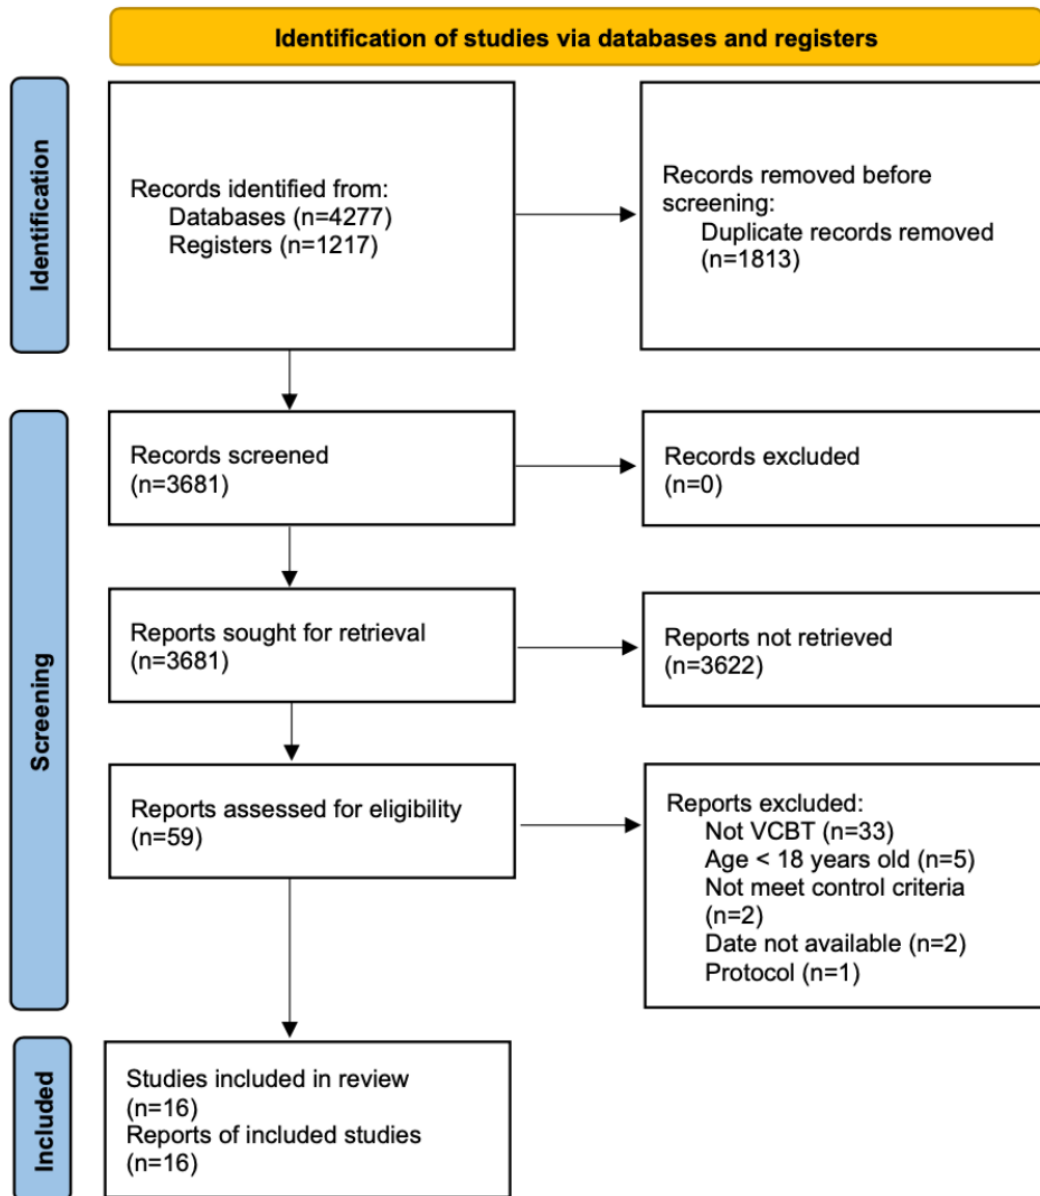 Identification of studies via databases and registers
Identification
Records identified from:
Databases (n=4277)
Registers (n=1217)
Records removed before
screening:
Duplicate records removed
(n=1813)
Screening
Records screened
(n=3681)
Records excluded
(n=0)
Reports sought for retrieval
(n=3681)
Reports not retrieved
(n=3622)
Reports assessed for eligibility
(n=59)
Reports excluded:
Not VCBT (n=33)
Age < 18 years old (n=5)
Not meet control criteria
(n=2)
Date not available (n=2)
Protocol (n=1)
Included
Studies included in review
(n=16)
Reports of included studies
(n=16)